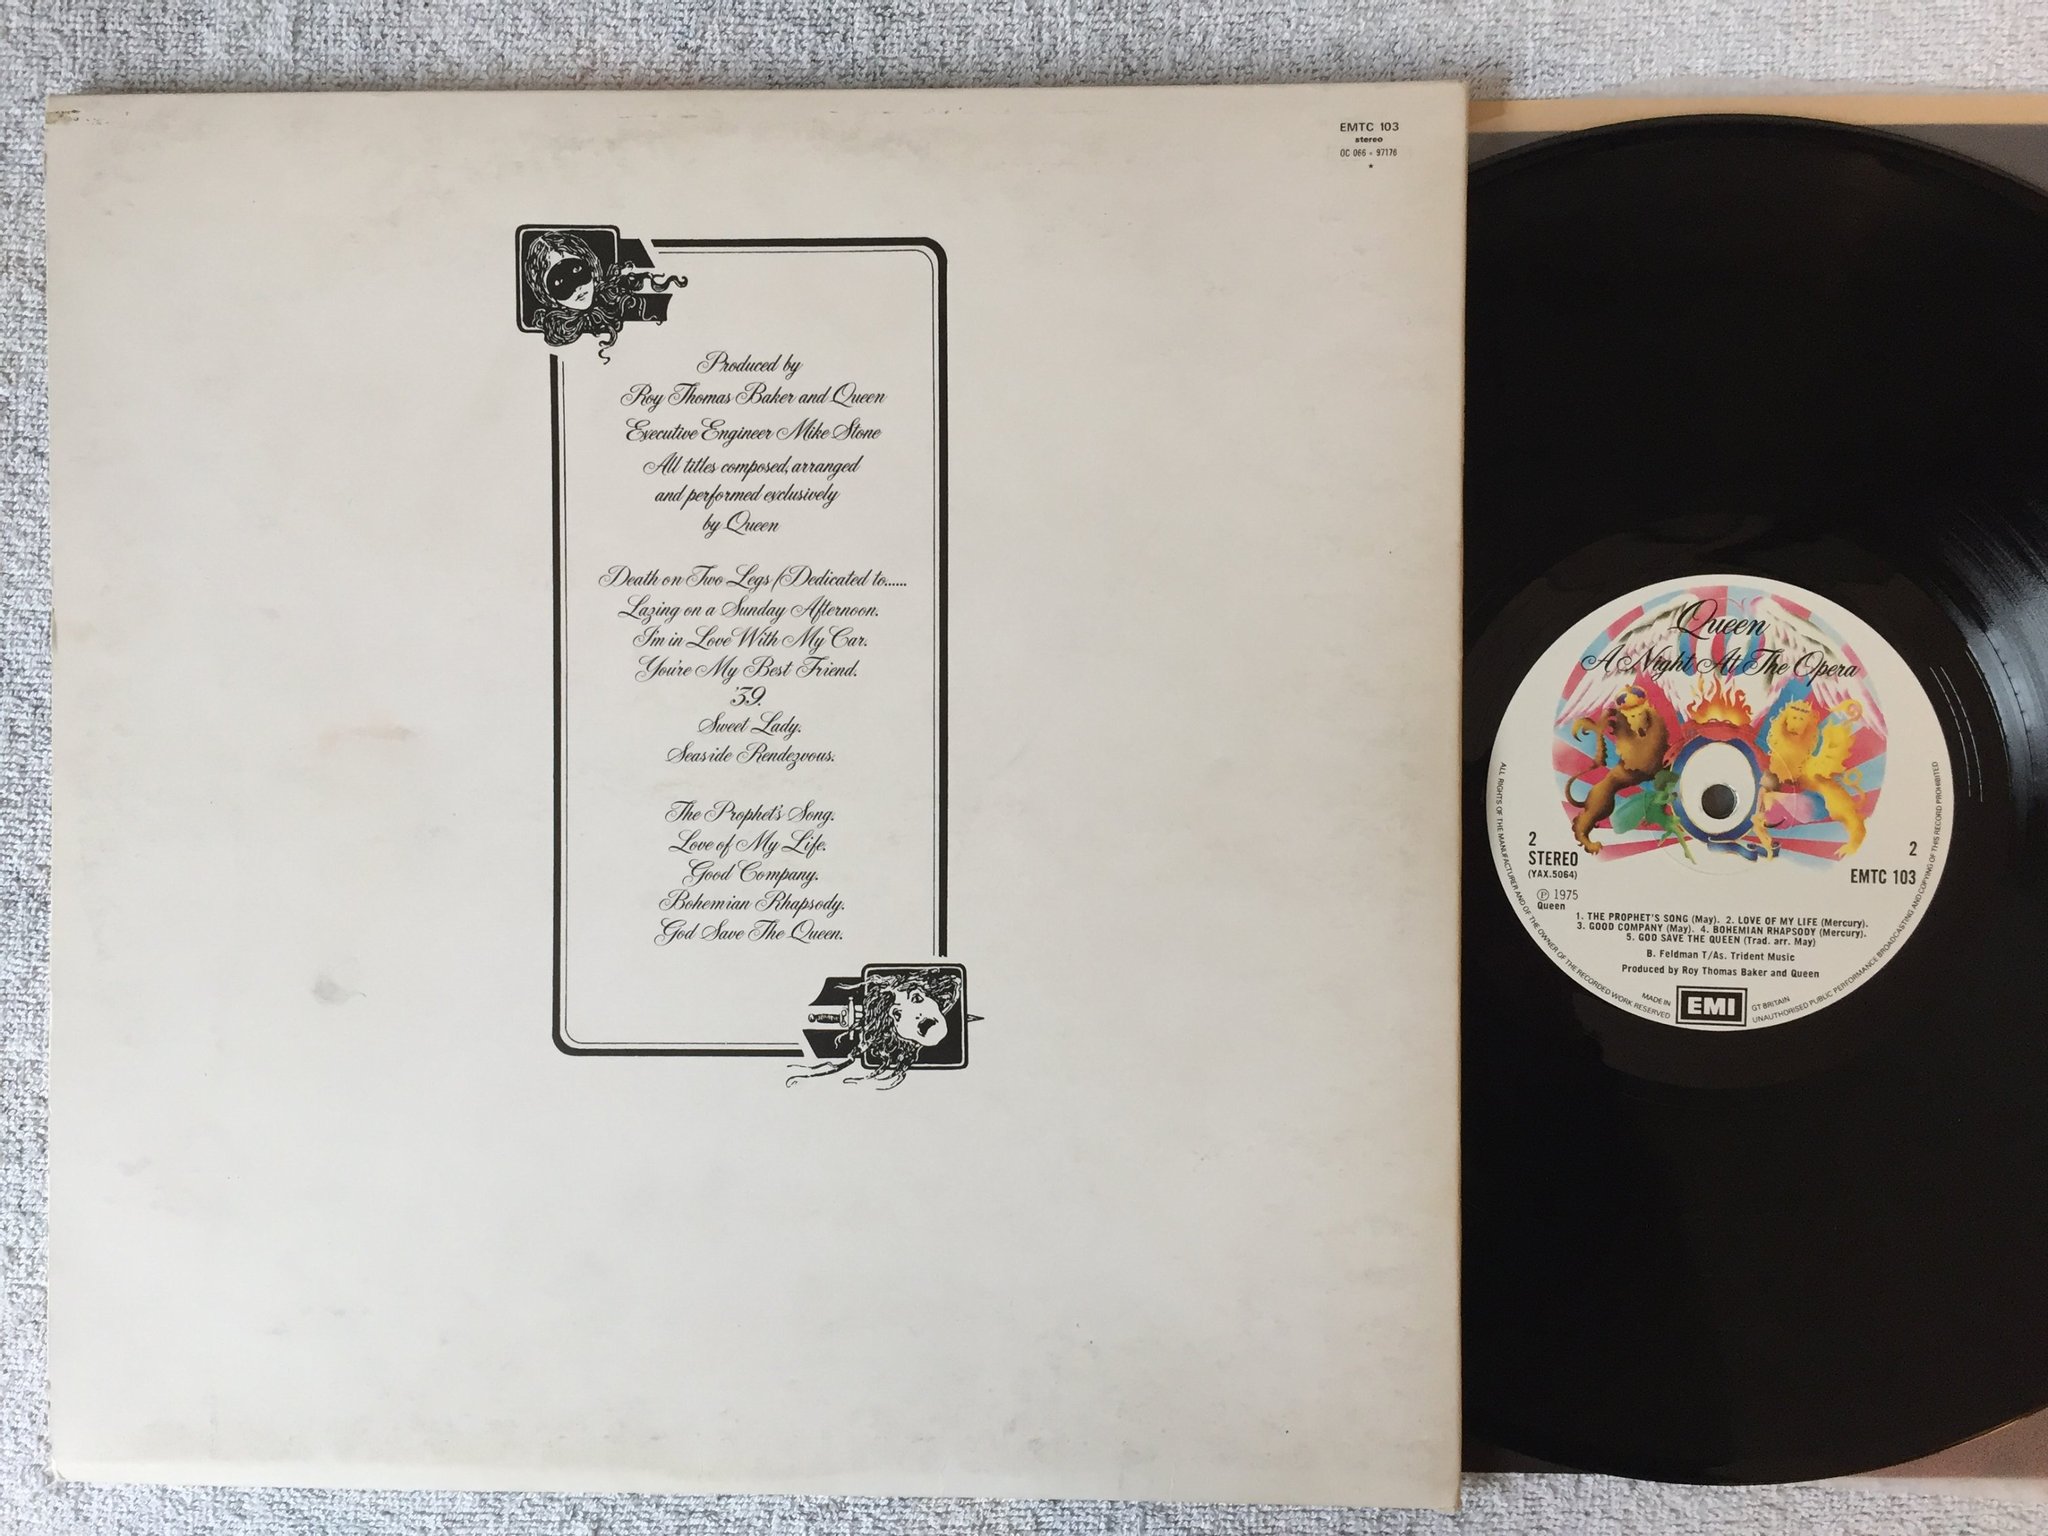 EMTC 103
stereo
OC 066 - 97176
*
Produced by
Roy Thomas Baker and Queen
Executive Engineer Mike Stone
All titles composed, arranged
and performed exclusively
by Queen
Death on Two Legs (Dedicated to......
Lazing on a Sunday Afternoon.
I'm in Love With My Car.
You're My Best Friend.
'39.
Sweet Lady.
Seaside Rendezvous.
The Prophet's Song.
Love of My Life.
Good Company.
Bohemian Rhapsody.
God Save The Queen.
Queen
A Night At The Opera
2
STEREO
(YAX.5064)
℗ 1975
Queen
2
EMTC 103
1. THE PROPHET'S SONG (May). 2. LOVE OF MY LIFE (Mercury).
3. GOOD COMPANY (May). 4. BOHEMIAN RHAPSODY (Mercury).
5. GOD SAVE THE QUEEN (Trad. arr. May)
B. Feldman T/As. Trident Music
Produced by Roy Thomas Baker and Queen
MADE IN
EMI
GT BRITAIN
ALL RIGHTS OF THE MANUFACTURER AND OF THE OWNER OF THE RECORDED WORK RESERVED
UNAUTHORISED PUBLIC PERFORMANCE BROADCASTING AND COPYING OF THIS RECORD PROHIBITED